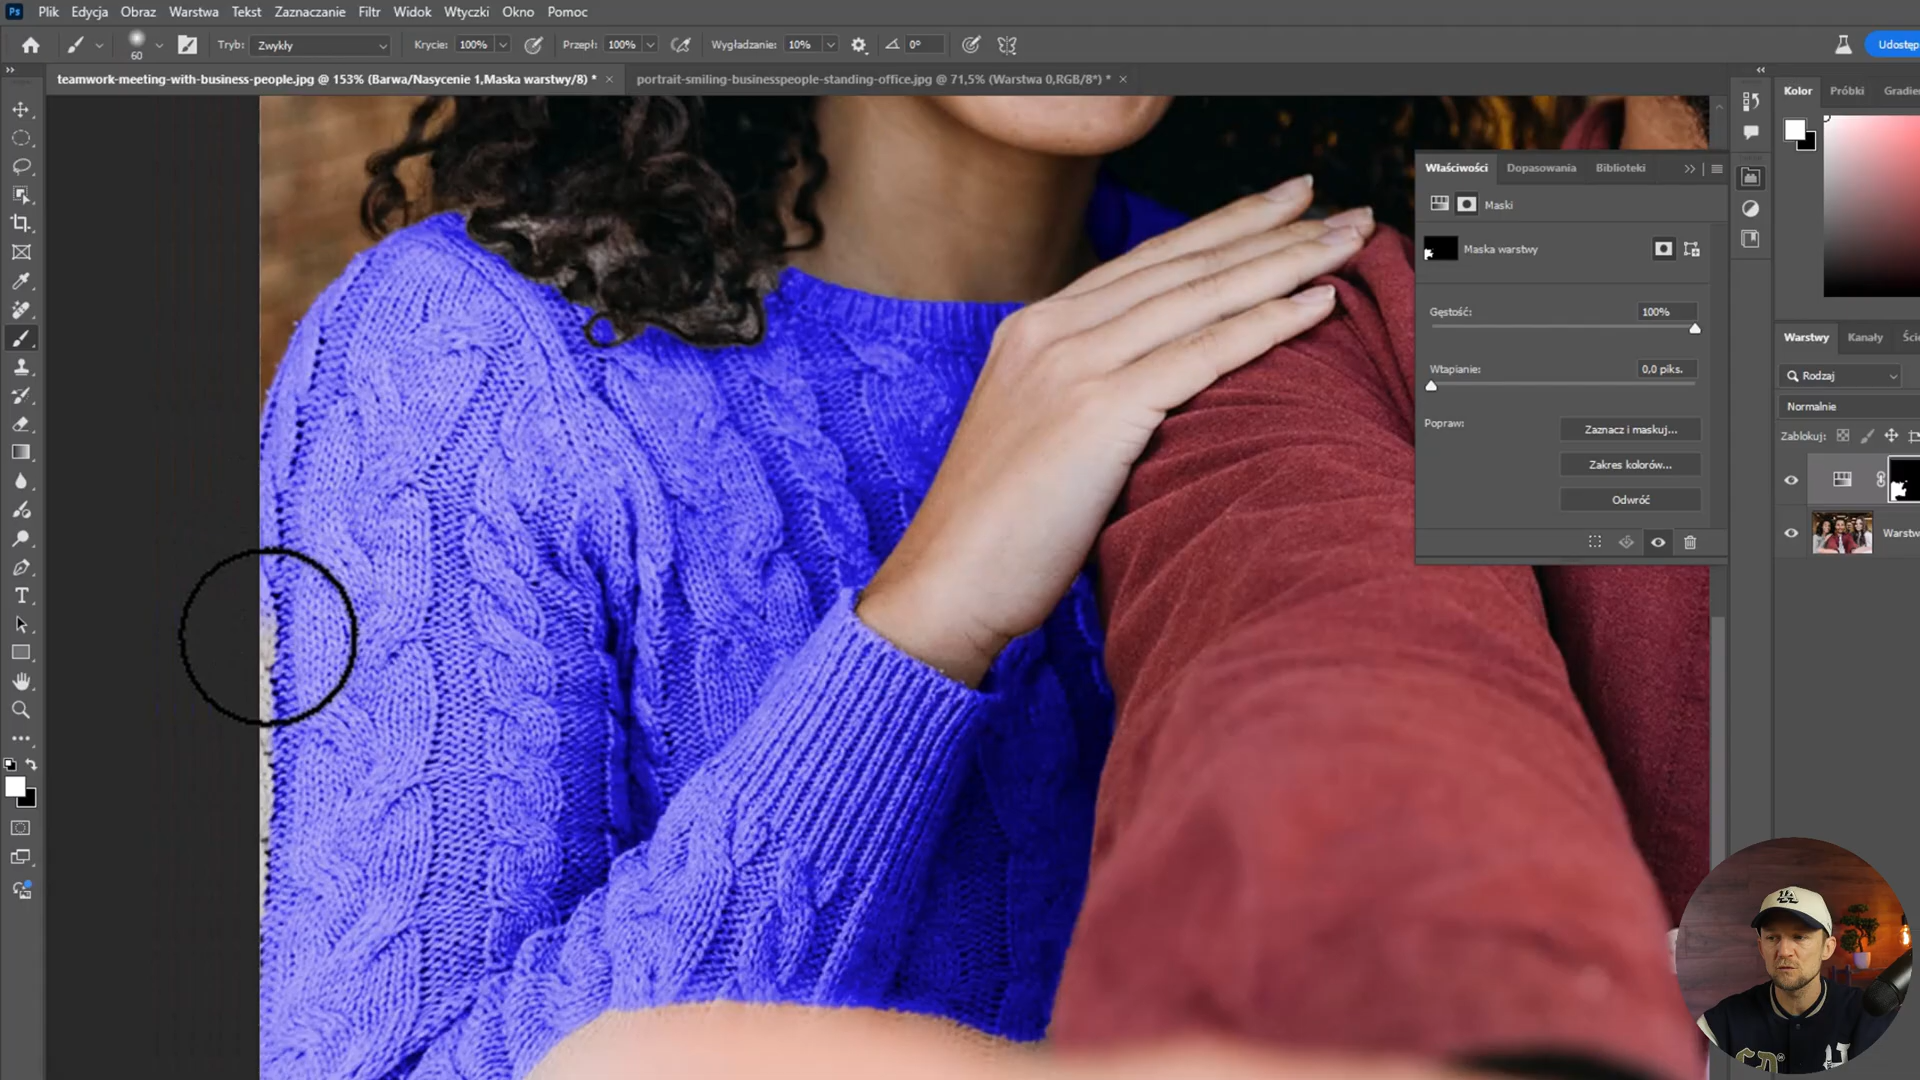 Plik Edycja Obraz Warstwa Tekst Zaznaczanie Filtr Widok Wtyczki Okno Pomoc
60 Tryb: Zwykły Krycie: 100% Przepł: 100% Wygładzanie: 10% 0° Udostęp
teamwork-meeting-with-business-people.jpg @ 153% (Barwa/Nasycenie 1,Maska warstwy/8) * ×
portrait-smiling-businesspeople-standing-office.jpg @ 71,5% (Warstwa 0,RGB/8*) * ×
Kolor Próbki Gradie
Właściwości Dopasowania Biblioteki
Maski
Maska warstwy
Gęstość: 100%
Wtapianie: 0,0 piks.
Popraw:
Zaznacz i maskuj...
Zakres kolorów...
Odwróć
Warstwy Kanały Ście
Rodzaj
Normalnie
Zablokuj:
Warstw